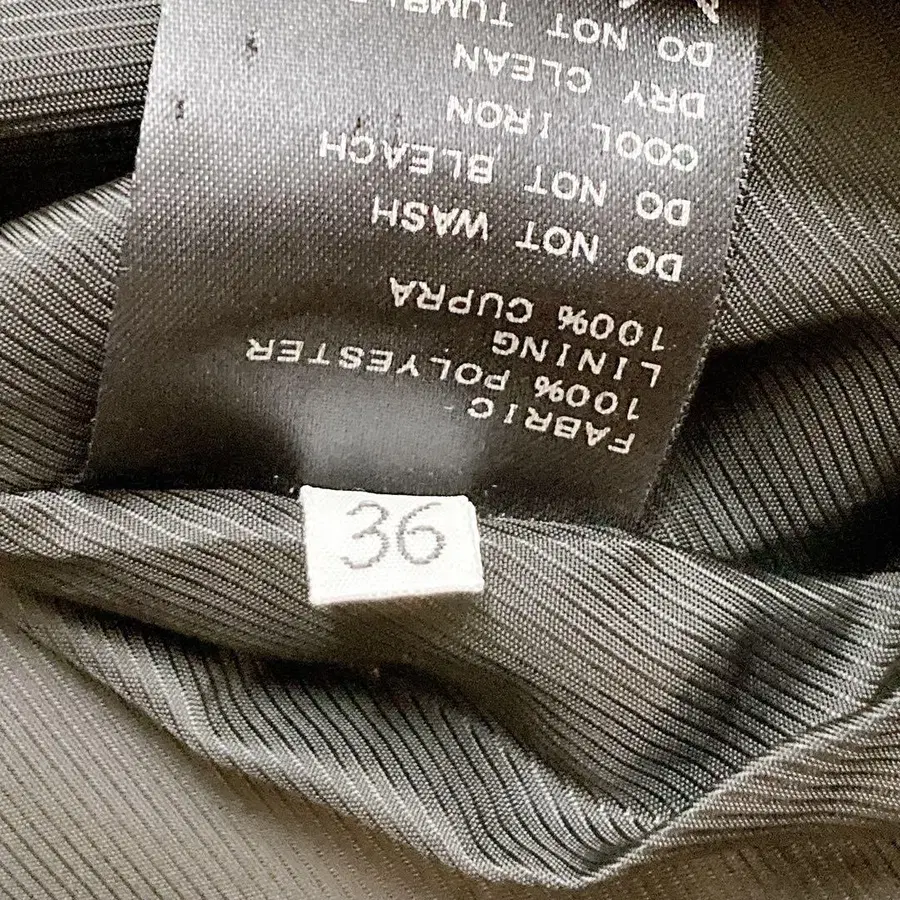 FABRIC
100% POLYESTER
LINING
100% CUPRA
DO NOT WASH
DO NOT BLEACH
COOL IRON
DRY CLEAN
DO NOT TUMBLE
36